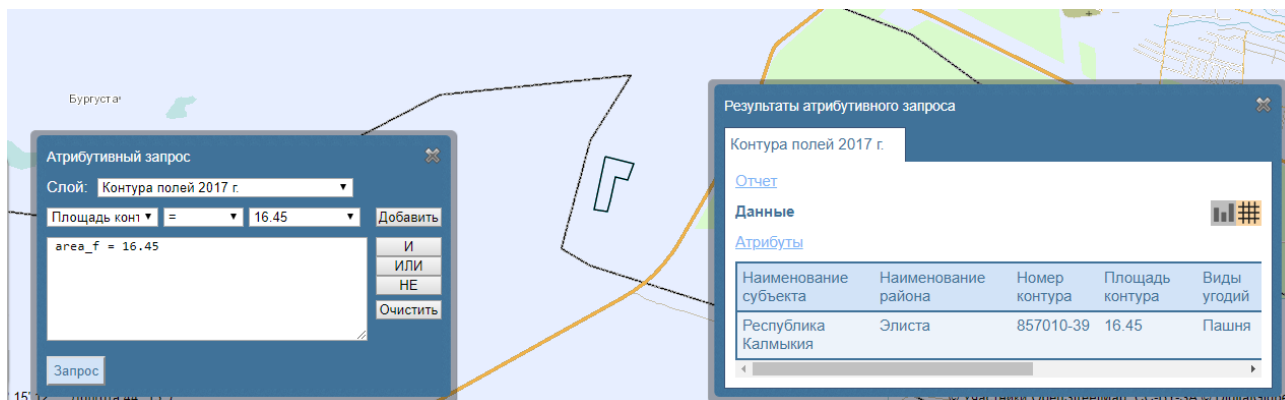 Бургуста
Атрибутивный запрос
Слой: Контура полей 2017 г.
Площадь конт = 16.45 Добавить
area_f = 16.45
И
ИЛИ
НЕ
Очистить
Запрос
Результаты атрибутивного запроса
Контура полей 2017 г.
Отчет
Данные
Атрибуты
Наименование субъекта Наименование района Номер контура Площадь контура Виды угодий
Республика Калмыкия Элиста 857010-39 16.45 Пашня